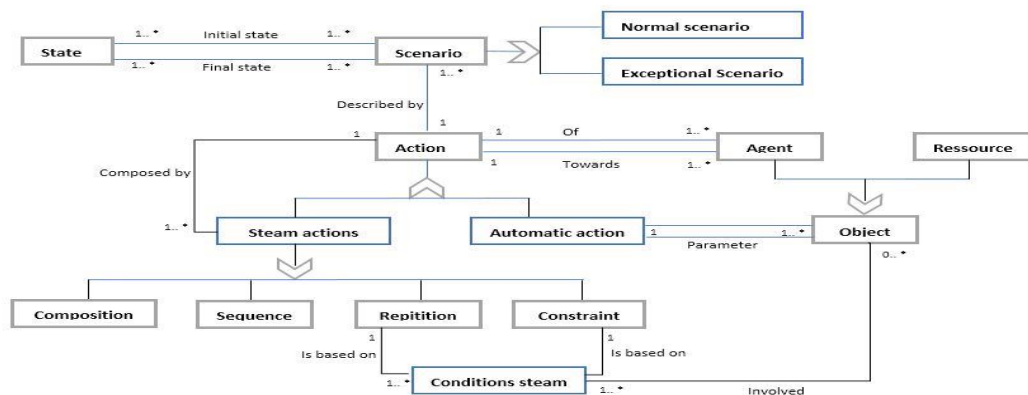 Normal scenario
1.. *
Initial state
1.. *
State
Scenario
1.. *
Final state
1.. *
1.. *
Exceptional Scenario
Described by
1
1
1
Of
1.. *
Action
Agent
Ressource
1
Towards
1.. *
Composed by
1.. *
Steam actions
Automatic action
1
1.. *
Object
Parameter
0.. *
Composition
Sequence
Repitition
Constraint
1
1
Is based on
Is based on
1.. *
Conditions steam
1.. *
Involved